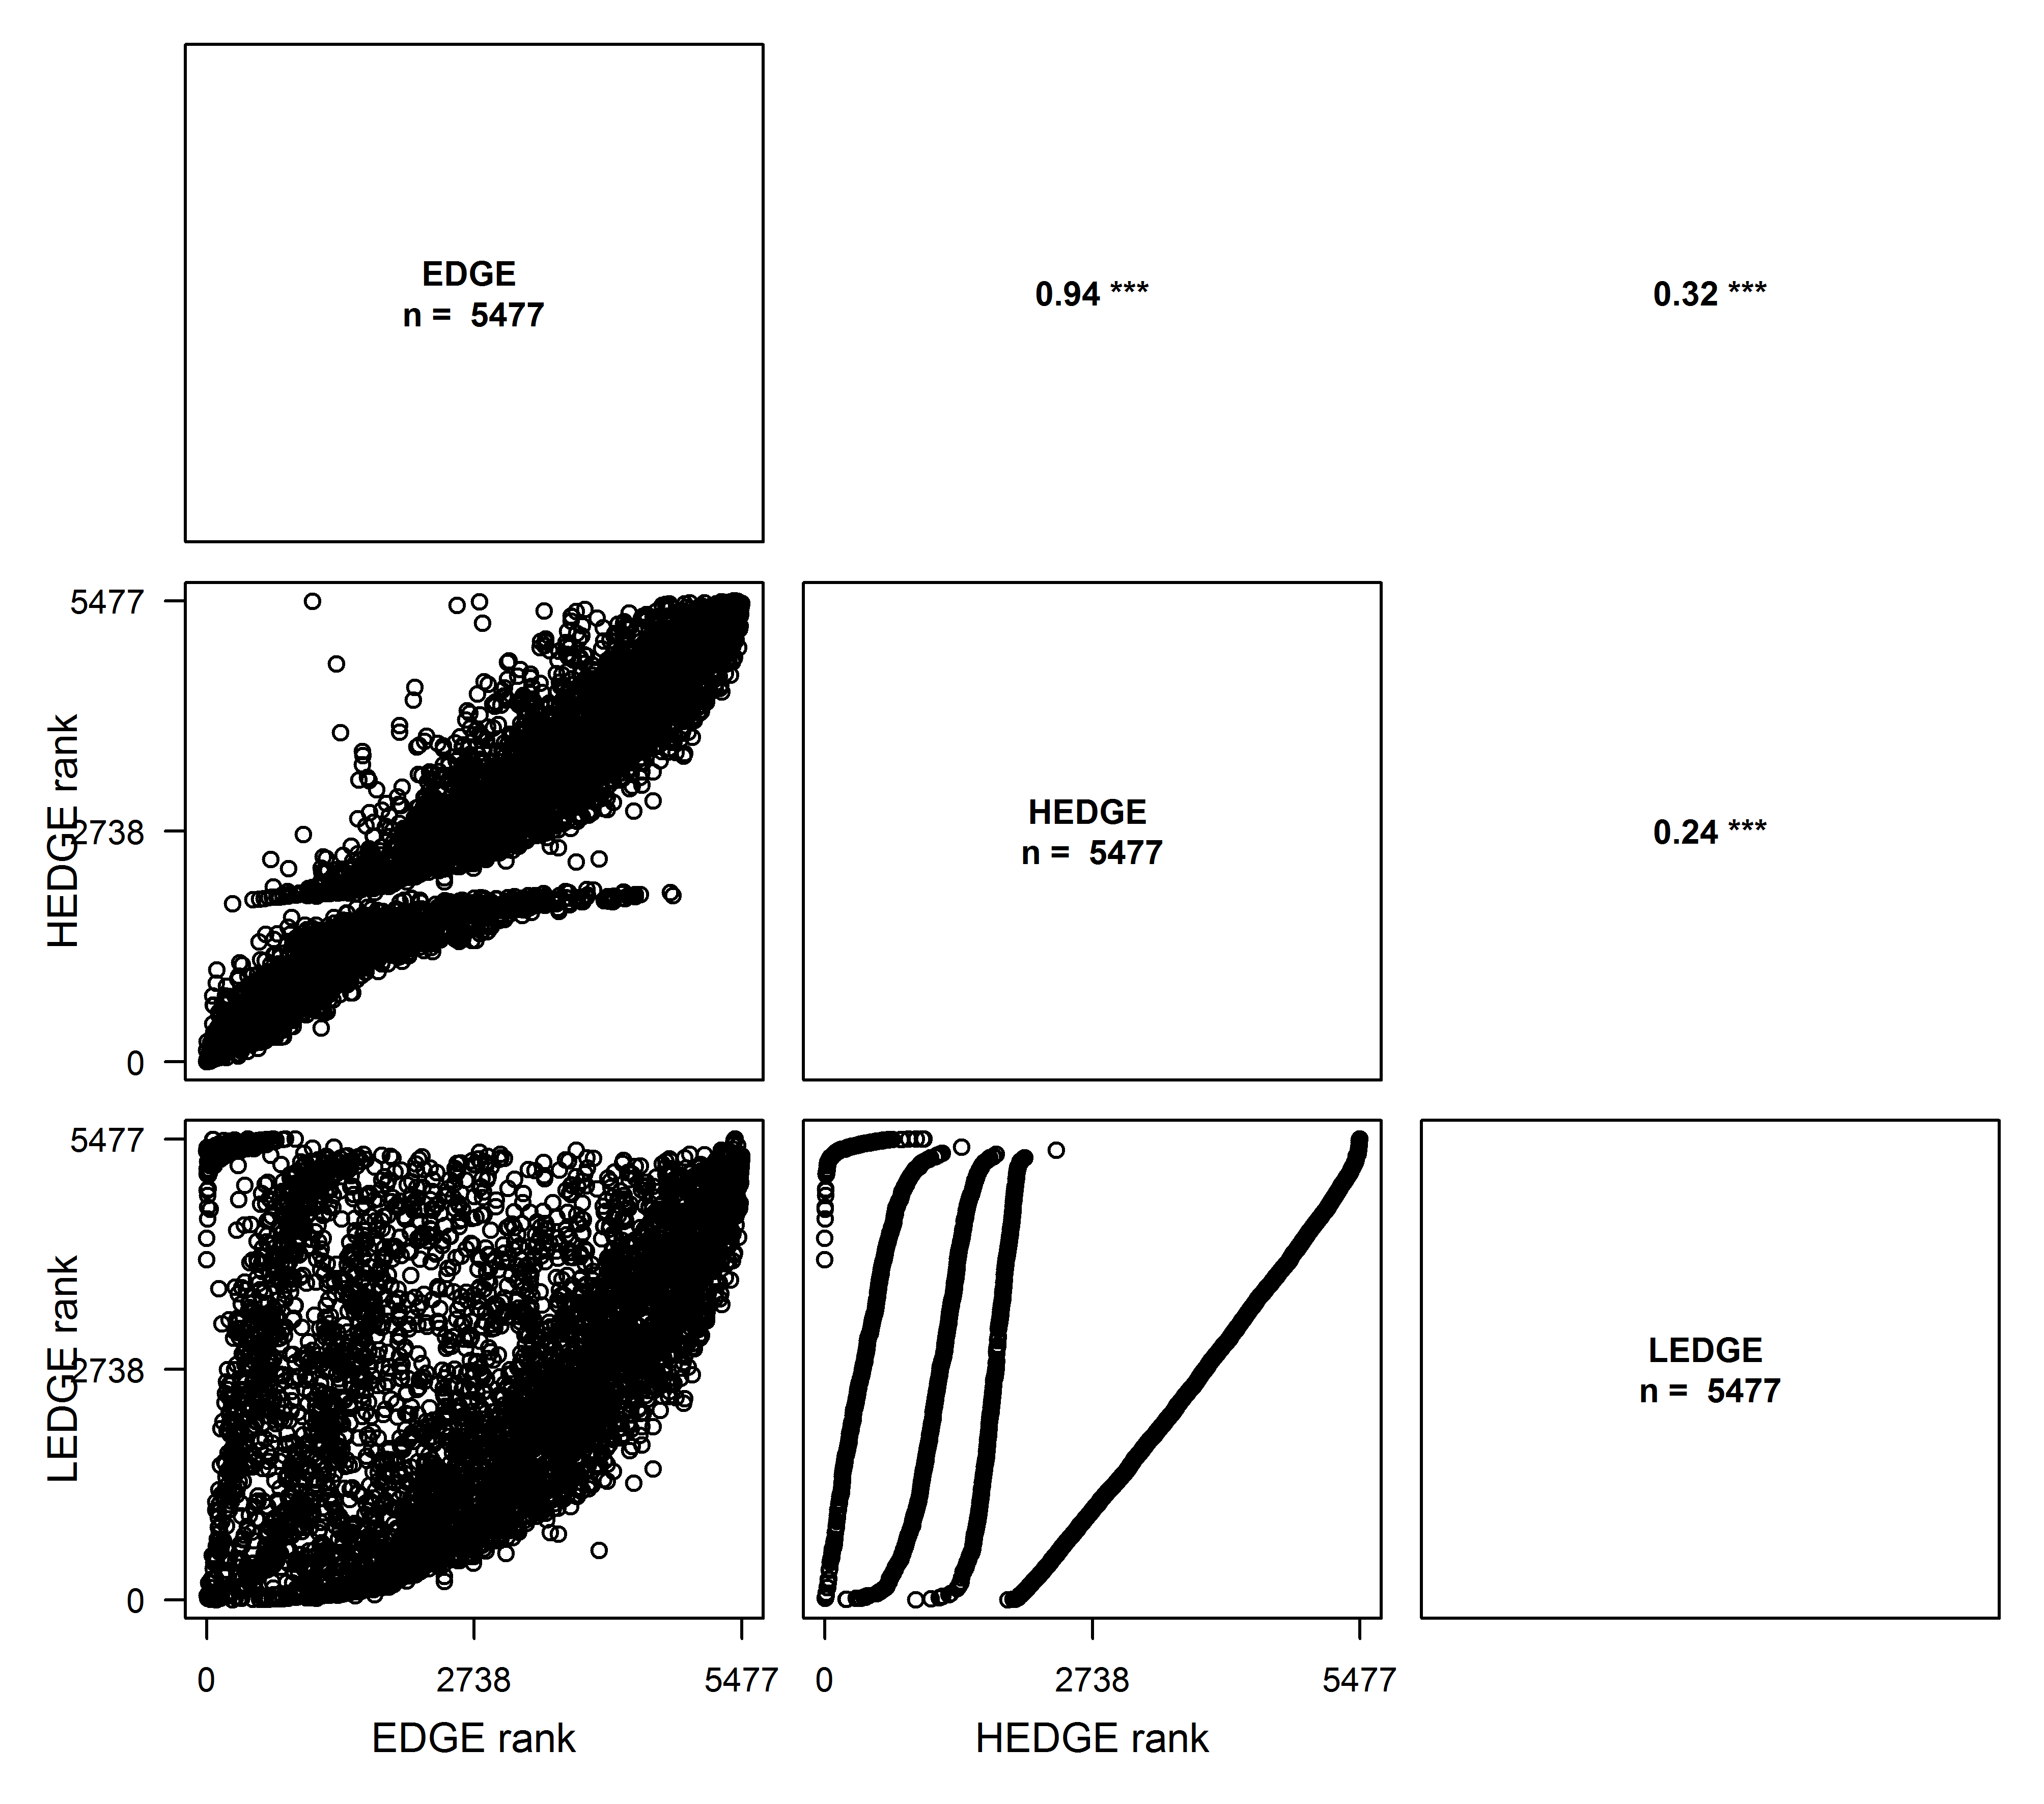 EDGE
n = 5477
0.94 ***
0.32 ***
5477
2738
0
HEDGE rank
HEDGE
n = 5477
0.24 ***
5477
2738
0
LEDGE rank
LEDGE
n = 5477
0 2738 5477
EDGE rank
0 2738 5477
HEDGE rank